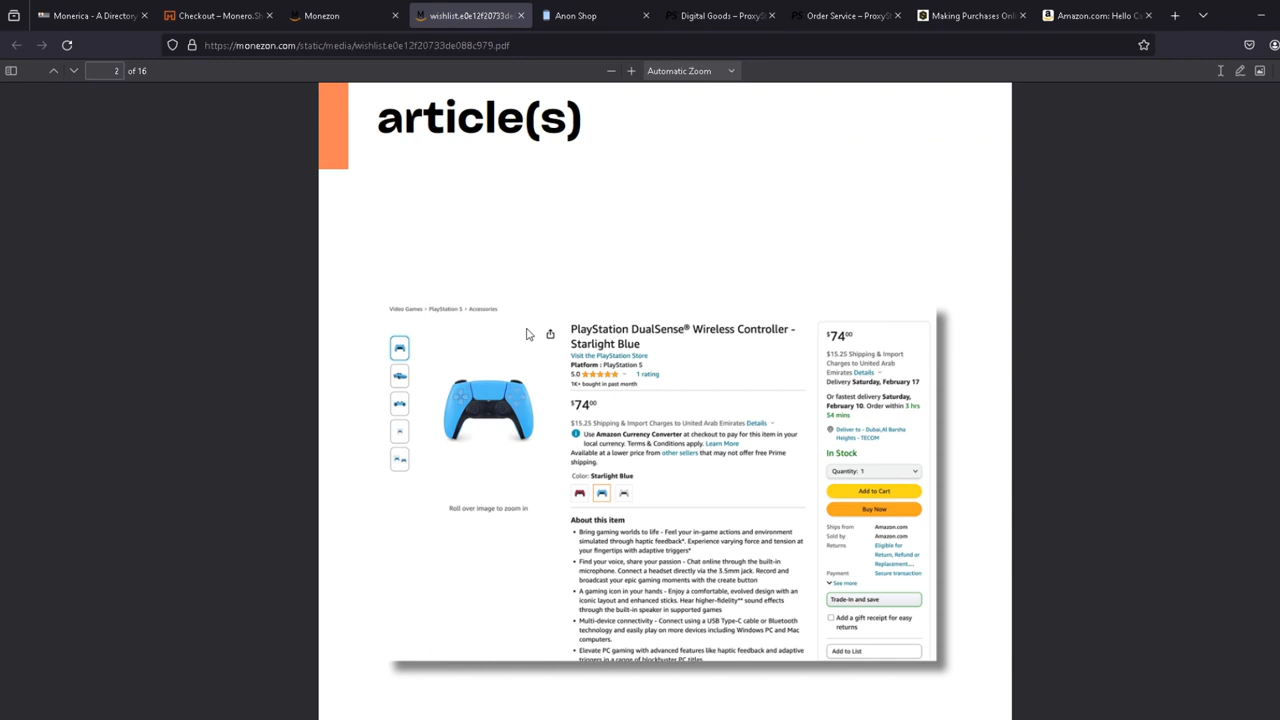 Monerica – A Directory
Checkout – Monero.Sh
Monezon
wishlist.e0e12f20733de
Anon Shop
Digital Goods – ProxySt
Order Service – ProxySt
Making Purchases Onl
Amazon.com: Hello Ca
https://monezon.com/static/media/wishlist.e0e12f20733de088c979.pdf
2 of 16
Automatic Zoom
article(s)
Video Games › PlayStation 5 › Accessories
PlayStation DualSense® Wireless Controller -
Starlight Blue
Visit the PlayStation Store
Platform : PlayStation 5
5.0 1 rating
1K+ bought in past month
$7400
$15.25 Shipping & Import Charges to United Arab Emirates Details
Use Amazon Currency Converter at checkout to pay for this item in your
local currency. Terms & Conditions apply. Learn More
Available at a lower price from other sellers that may not offer free Prime
shipping.
Color: Starlight Blue
Roll over image to zoom in
About this item
• Bring gaming worlds to life - Feel your in-game actions and environment
simulated through haptic feedback*. Experience varying force and tension at
your fingertips with adaptive triggers*
• Find your voice, share your passion - Chat online through the built-in
microphone. Connect a headset directly via the 3.5mm jack. Record and
broadcast your epic gaming moments with the create button
• A gaming icon in your hands - Enjoy a comfortable, evolved design with an
iconic layout and enhanced sticks. Hear higher-fidelity** sound effects
through the built-in speaker in supported games
• Multi-device connectivity - Connect using a USB Type-C cable or Bluetooth
technology and easily play on more devices including Windows PC and Mac
computers.
• Elevate PC gaming with advanced features like haptic feedback and adaptive
triggers in a range of blockbuster PC titles
$7400
$15.25 Shipping & Import
Charges to United Arab
Emirates Details
Delivery Saturday, February 17
Or fastest delivery Saturday,
February 10. Order within 3 hrs
54 mins
Deliver to - Dubai,Al Barsha
Heights - TECOM
In Stock
Quantity: 1
Add to Cart
Buy Now
Ships from Amazon.com
Sold by Amazon.com
Returns Eligible for
Return, Refund or
Replacement...
Payment Secure transaction
See more
Trade-In and save
Add a gift receipt for easy
returns
Add to List